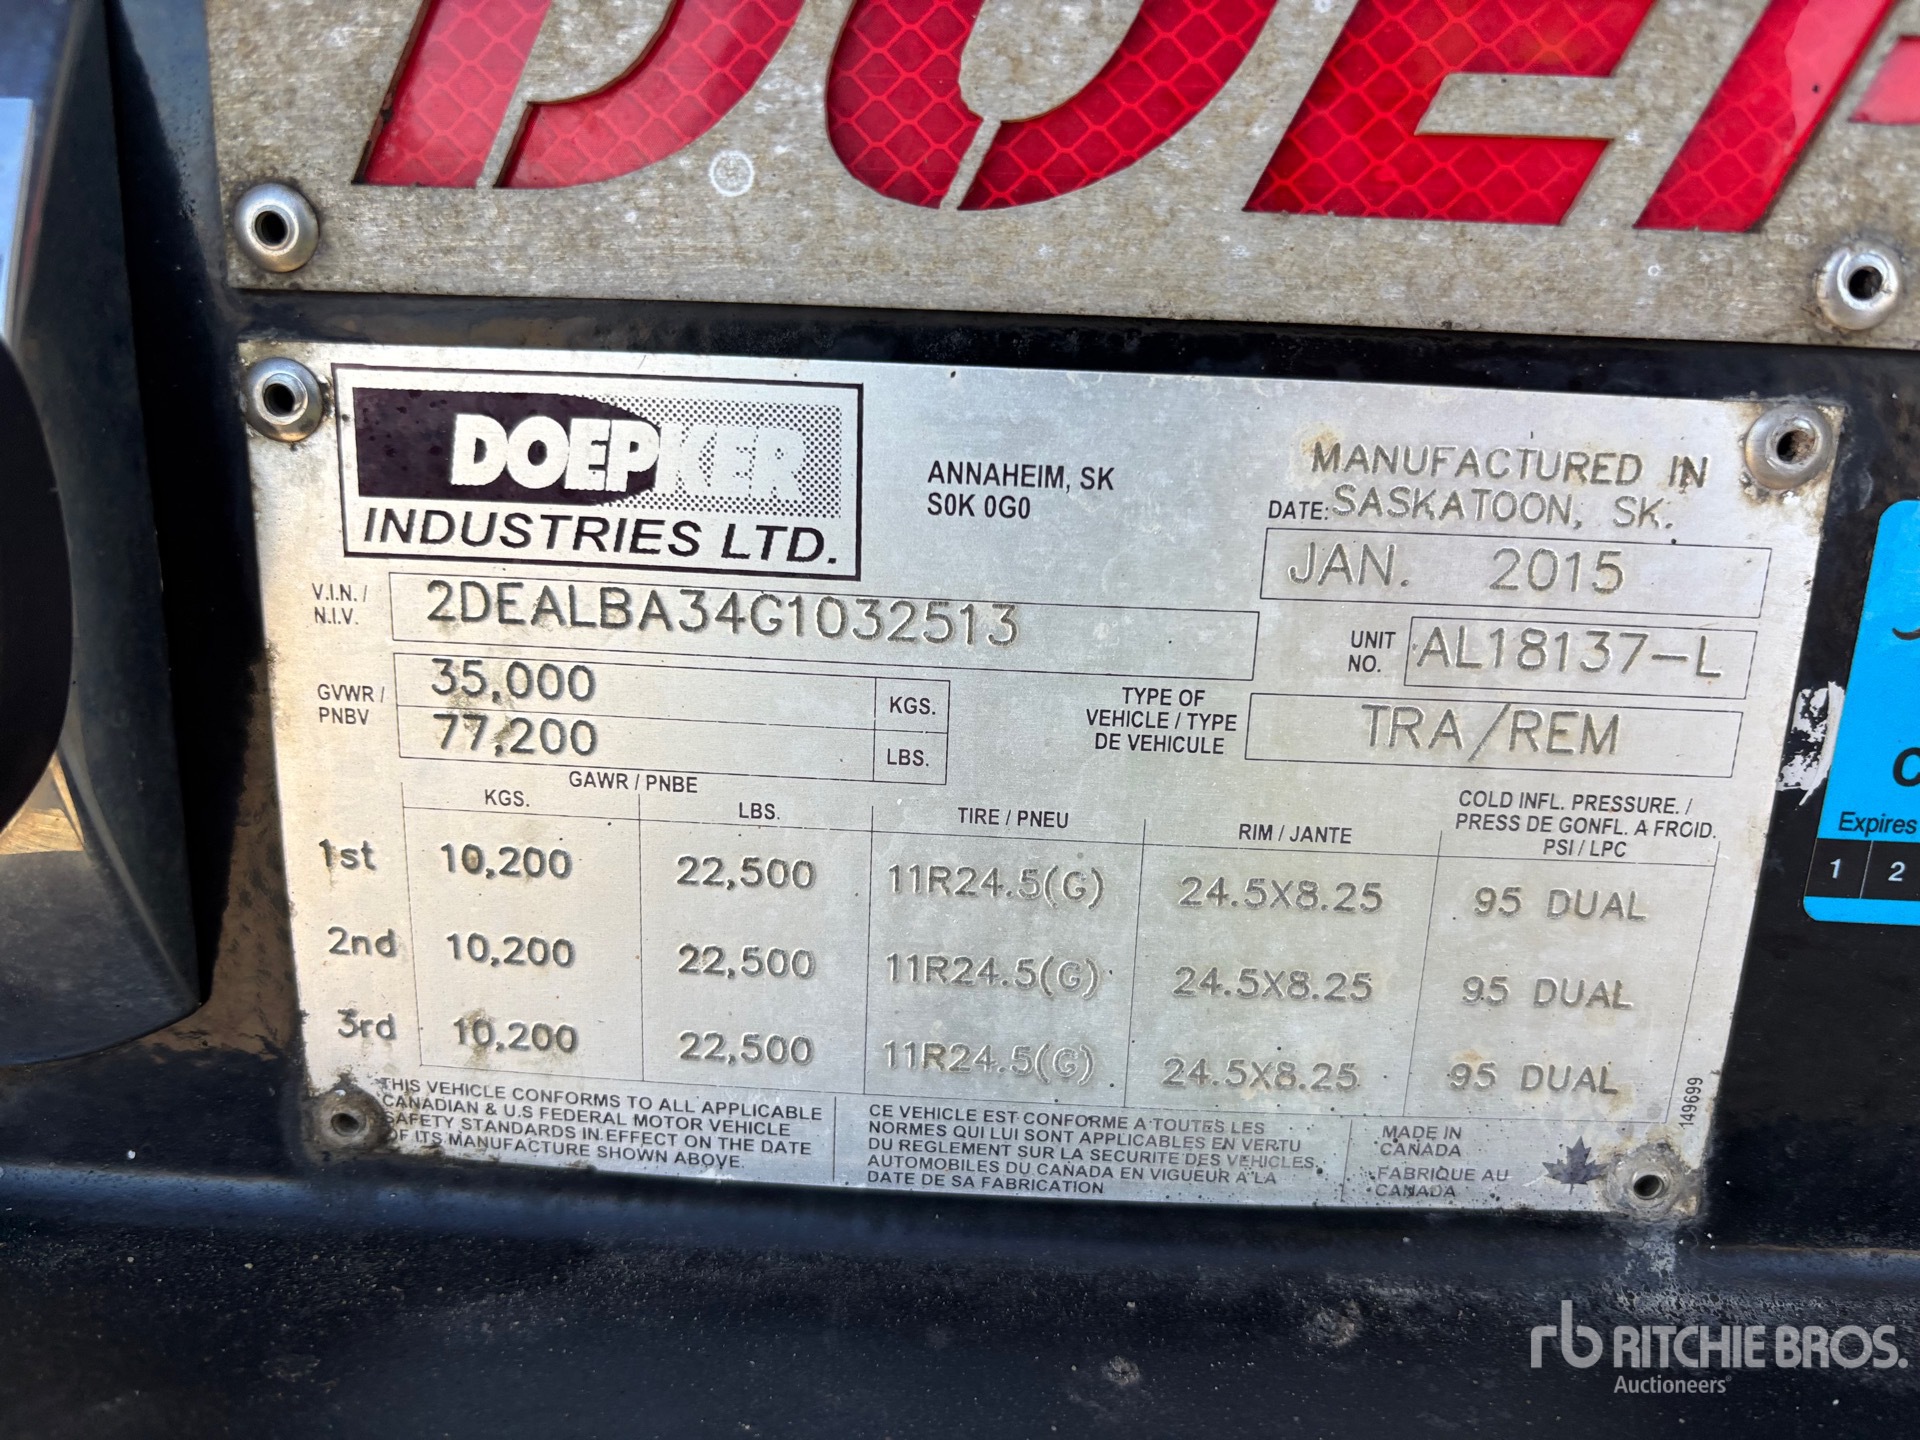 DOE
DOEPKER
INDUSTRIES LTD.
ANNAHEIM, SK
S0K 0G0
MANUFACTURED IN
DATE: SASKATOON, SK.
JAN. 2015
V.I.N. /
N.I.V.
2DEALBA34G1032513
UNIT
NO.
AL18137-L
GVWR /
PNBV
35,000 KGS.
77,200 LBS.
TYPE OF
VEHICLE / TYPE
DE VEHICULE
TRA/REM
GAWR / PNBE
KGS. LBS. TIRE / PNEU RIM / JANTE
COLD INFL. PRESSURE. /
PRESS DE GONFL. A FROID.
PSI / LPC
1st 10,200 22,500 11R24.5(G) 24.5X8.25 95 DUAL
2nd 10,200 22,500 11R24.5(G) 24.5X8.25 95 DUAL
3rd 10,200 22,500 11R24.5(G) 24.5X8.25 95 DUAL
THIS VEHICLE CONFORMS TO ALL APPLICABLE
CANADIAN & U.S FEDERAL MOTOR VEHICLE
SAFETY STANDARDS IN EFFECT ON THE DATE
OF ITS MANUFACTURE SHOWN ABOVE.
CE VEHICLE EST CONFORME A TOUTES LES
NORMES QUI LUI SONT APPLICABLES EN VERTU
DU REGLEMENT SUR LA SECURITE DES VEHICLES
AUTOMOBILES DU CANADA EN VIGUEUR A LA
DATE DE SA FABRICATION
MADE IN
CANADA
FABRIQUE AU
CANADA
149699
Expires
1 2
rb RITCHIE BROS.
Auctioneers